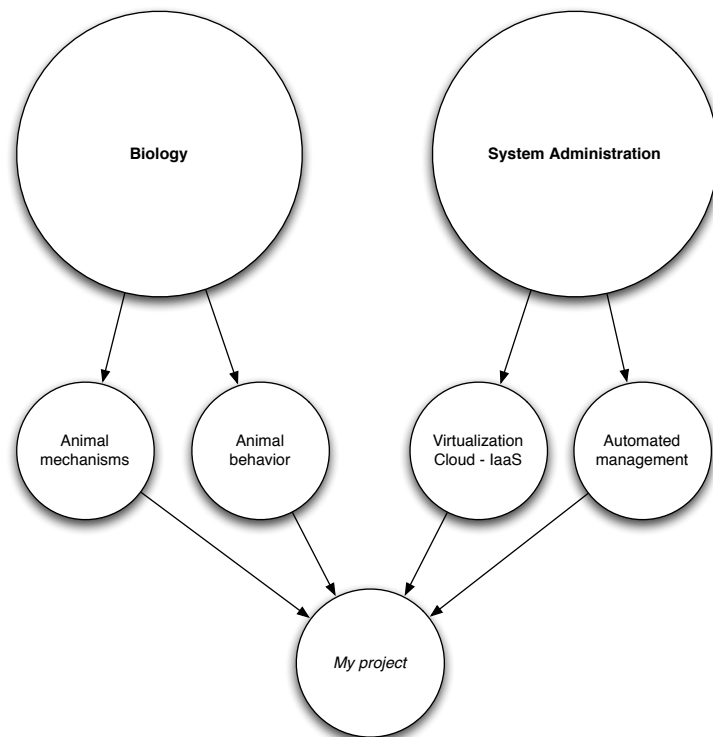 Biology
System Administration
Animal
mechanisms
Animal
behavior
Virtualization
Cloud - IaaS
Automated
management
My project